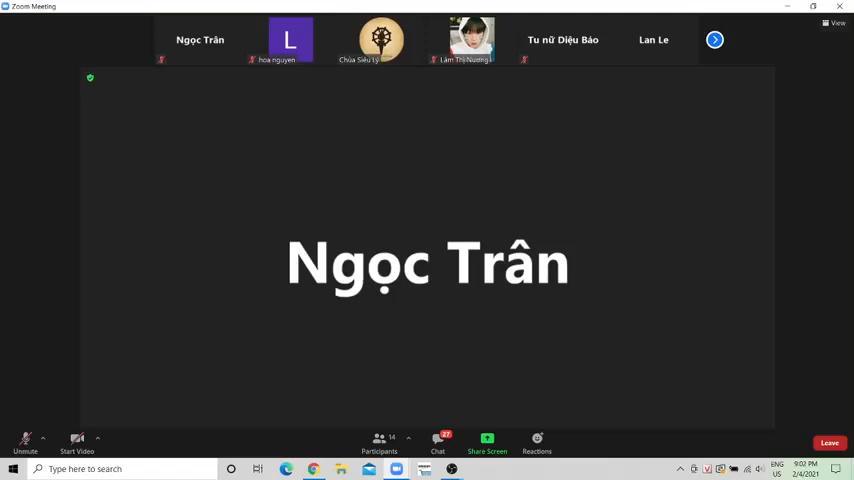 Zoom Meeting
View
Ngọc Trân
L
hoa nguyen
Chùa Siêu Lý
Lâm Thị Nương
Tu nữ Diệu Bảo
Lan Le
Ngọc Trân
Unmute
Start Video
14
Participants
27
Chat
Share Screen
Reactions
Leave
Type here to search
ENG
US
9:02 PM
2/4/2021